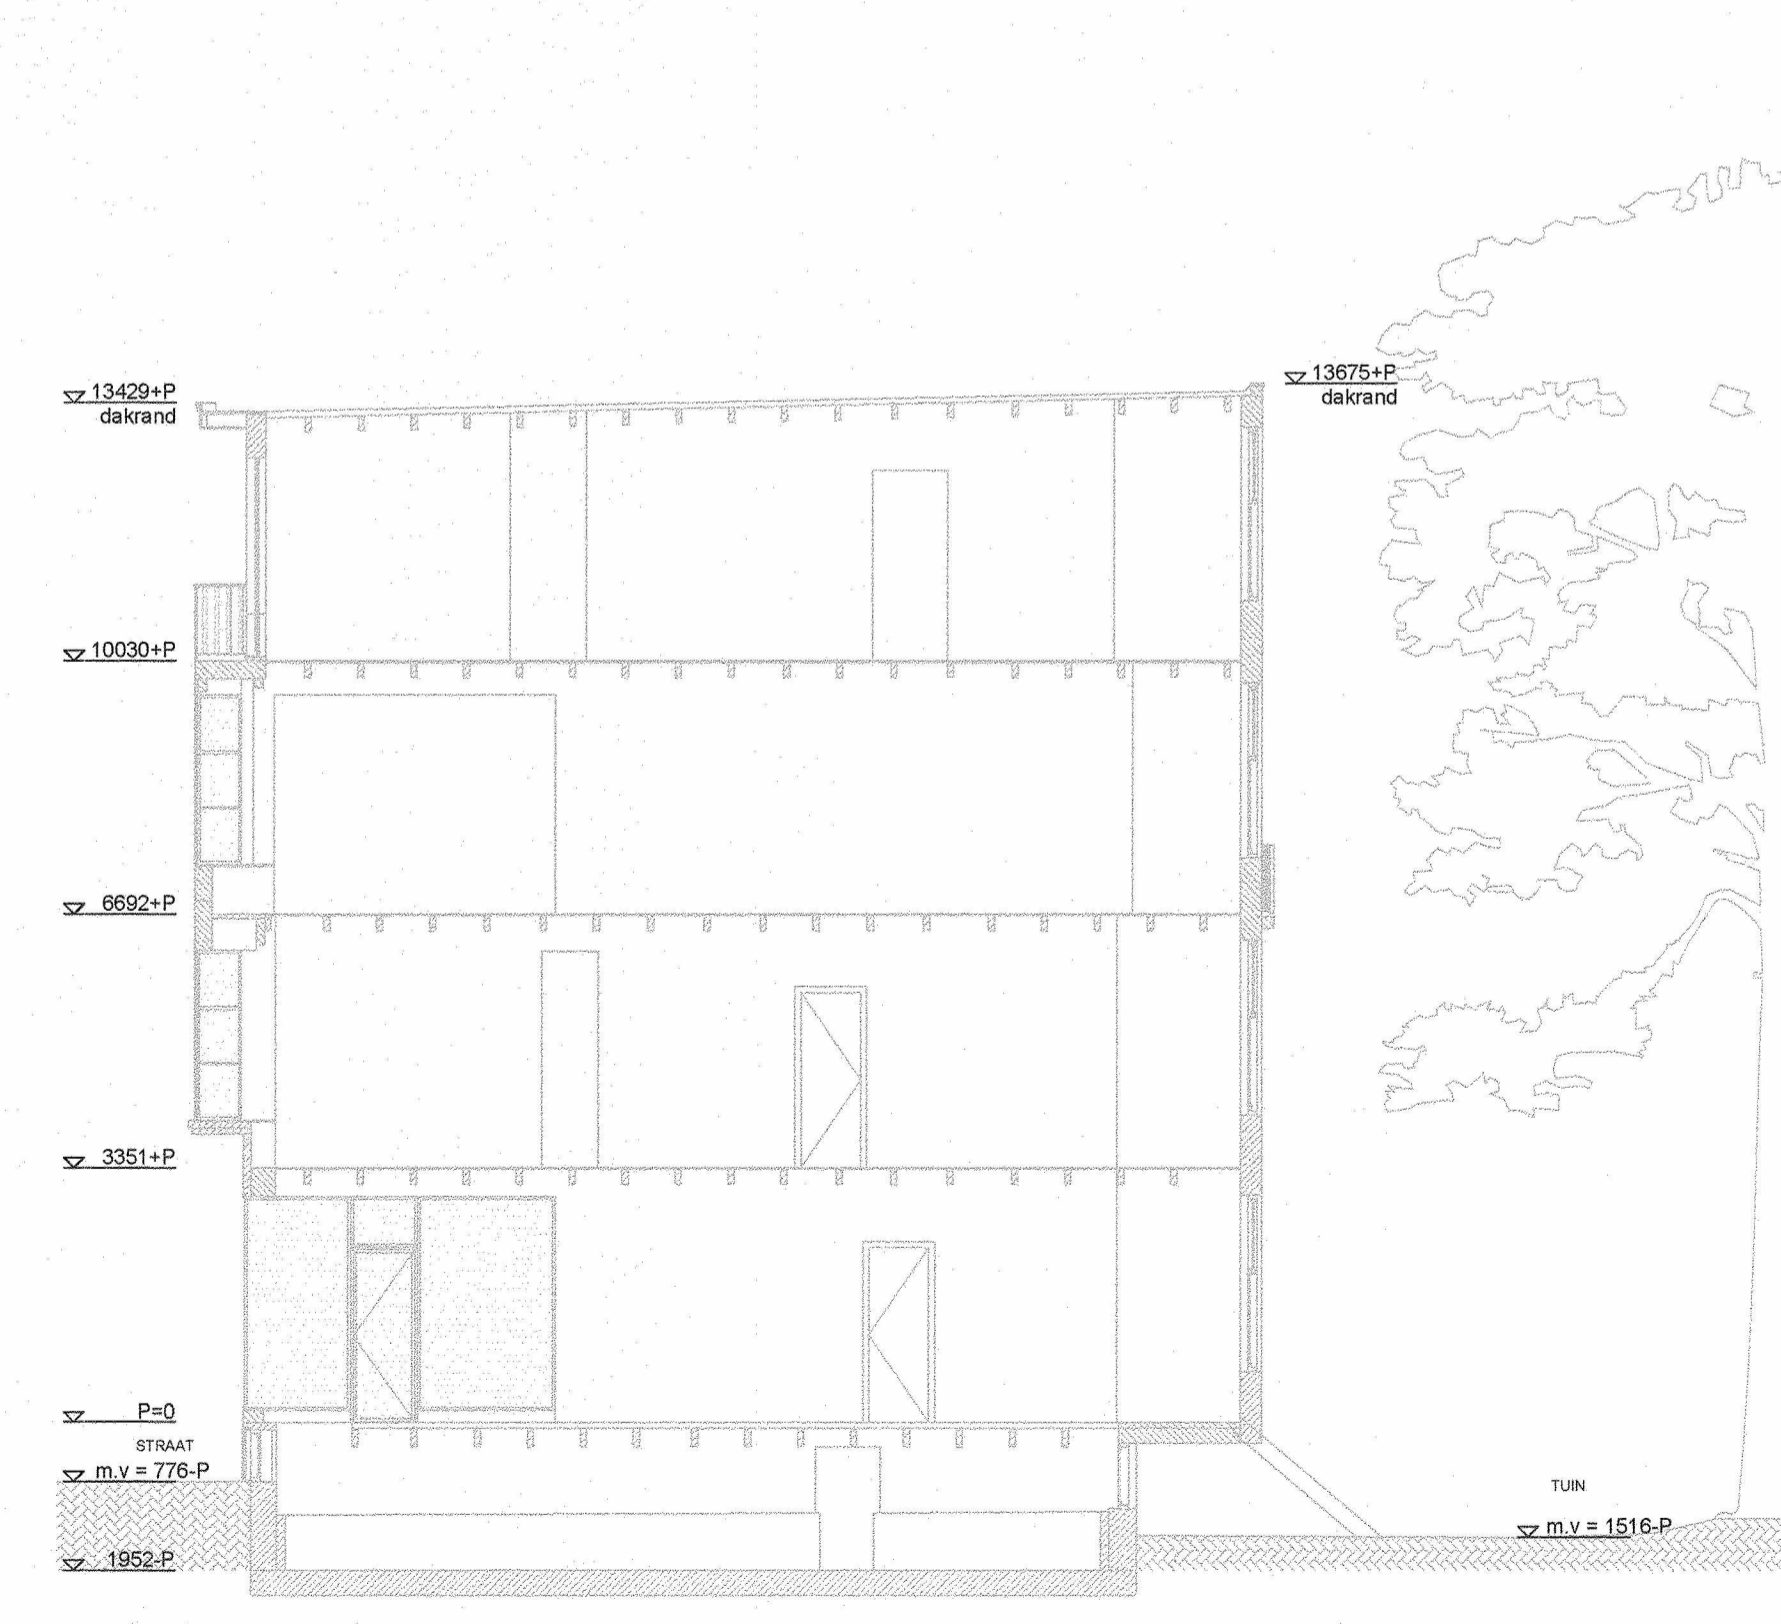 13429+P
dakrand
13675+P
dakrand
10030+P
6692+P
3351+P
P=0
STRAAT
m.v = 776-P
TUIN
m.v = 1516-P
1952-P